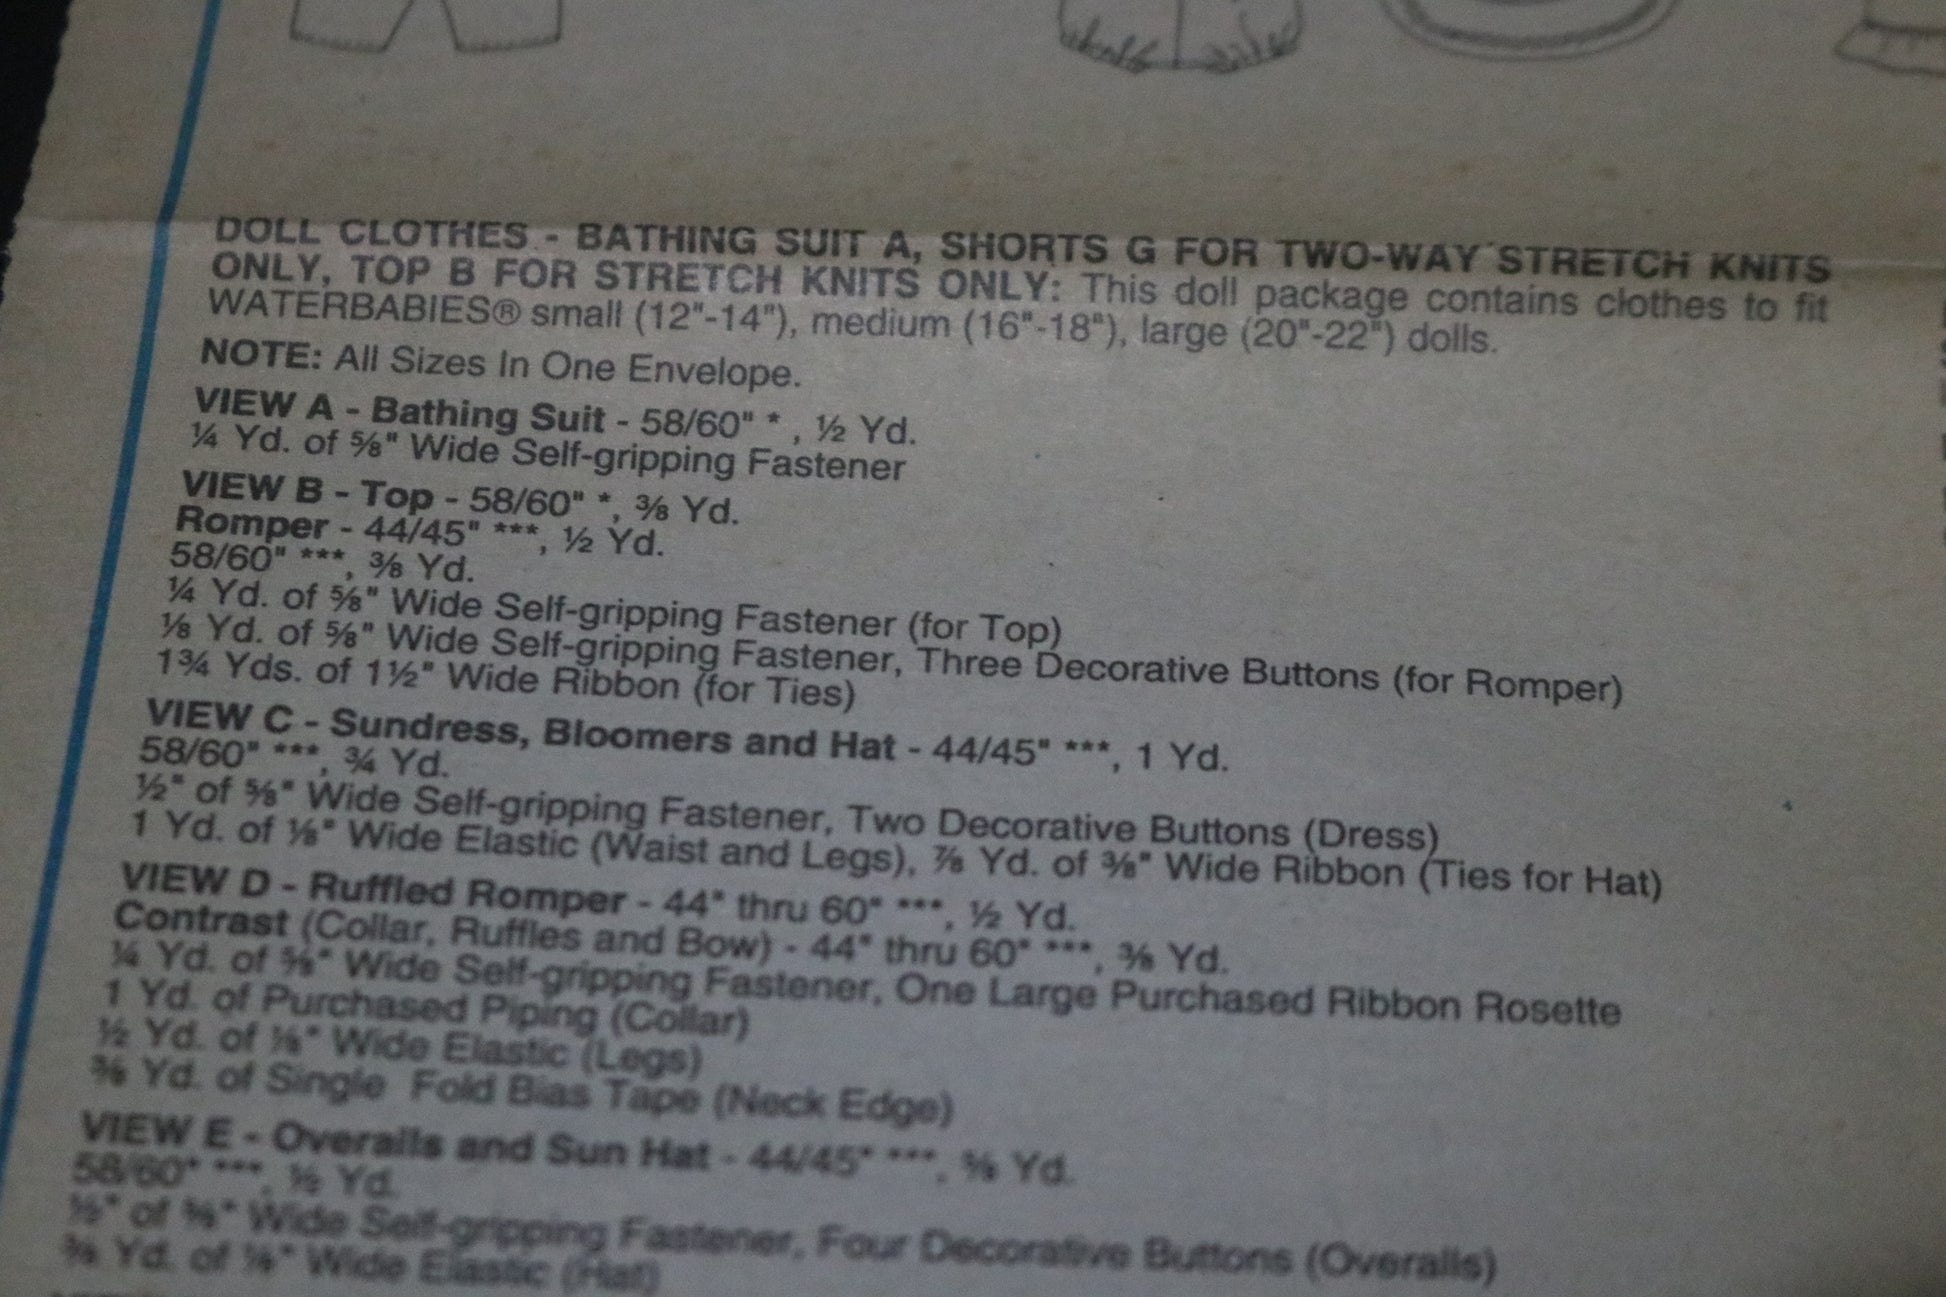 DOLL CLOTHES - BATHING SUIT A, SHORTS G FOR TWO-WAY STRETCH KNITS
ONLY, TOP B FOR STRETCH KNITS ONLY: This doll package contains clothes to fit
WATERBABIES® small (12"-14"), medium (16"-18"), large (20"-22") dolls.
NOTE: All Sizes In One Envelope.
VIEW A - Bathing Suit - 58/60" * , ½ Yd.
¼ Yd. of ⅝" Wide Self-gripping Fastener
VIEW B - Top - 58/60" *, ⅜ Yd.
Romper - 44/45" ***, ½ Yd.
58/60" ***, ⅜ Yd.
¼ Yd. of ⅝" Wide Self-gripping Fastener (for Top)
⅛ Yd. of ⅝" Wide Self-gripping Fastener, Three Decorative Buttons (for Romper)
1¾ Yds. of 1½" Wide Ribbon (for Ties)
VIEW C - Sundress, Bloomers and Hat - 44/45" ***, 1 Yd.
58/60" ***, ¾ Yd.
½" of ⅝" Wide Self-gripping Fastener, Two Decorative Buttons (Dress)
1 Yd. of ⅛" Wide Elastic (Waist and Legs), ⅞ Yd. of ⅜" Wide Ribbon (Ties for Hat)
VIEW D - Ruffled Romper - 44" thru 60" ***, ½ Yd.
Contrast (Collar, Ruffles and Bow) - 44" thru 60" ***, ⅜ Yd.
¼ Yd. of ⅝" Wide Self-gripping Fastener, One Large Purchased Ribbon Rosette
1 Yd. of Purchased Piping (Collar)
½ Yd. of ⅛" Wide Elastic (Legs)
Yd. of Single Fold Bias Tape (Neck Edge)
VIEW E - Overalls and Sun Hat - 44/45" ***, Yd.
58/60" ***, ½ Yd.
½" of ⅝" Wide Self-gripping Fastener, Four Decorative Buttons (Overalls)
Yd. of ⅛" Wide Elastic (Hat)